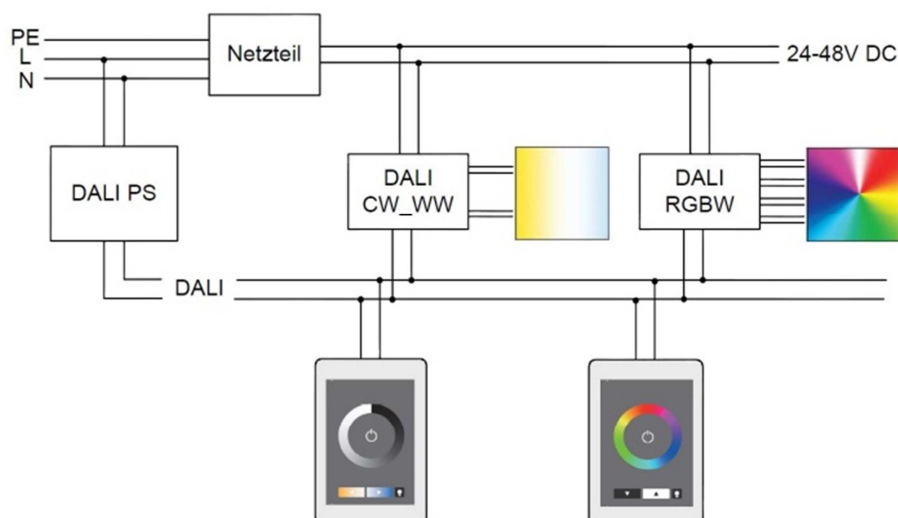 PE
L
N
Netzteil
24-48V DC
DALI PS
DALI
CW_WW
DALI
RGBW
DALI